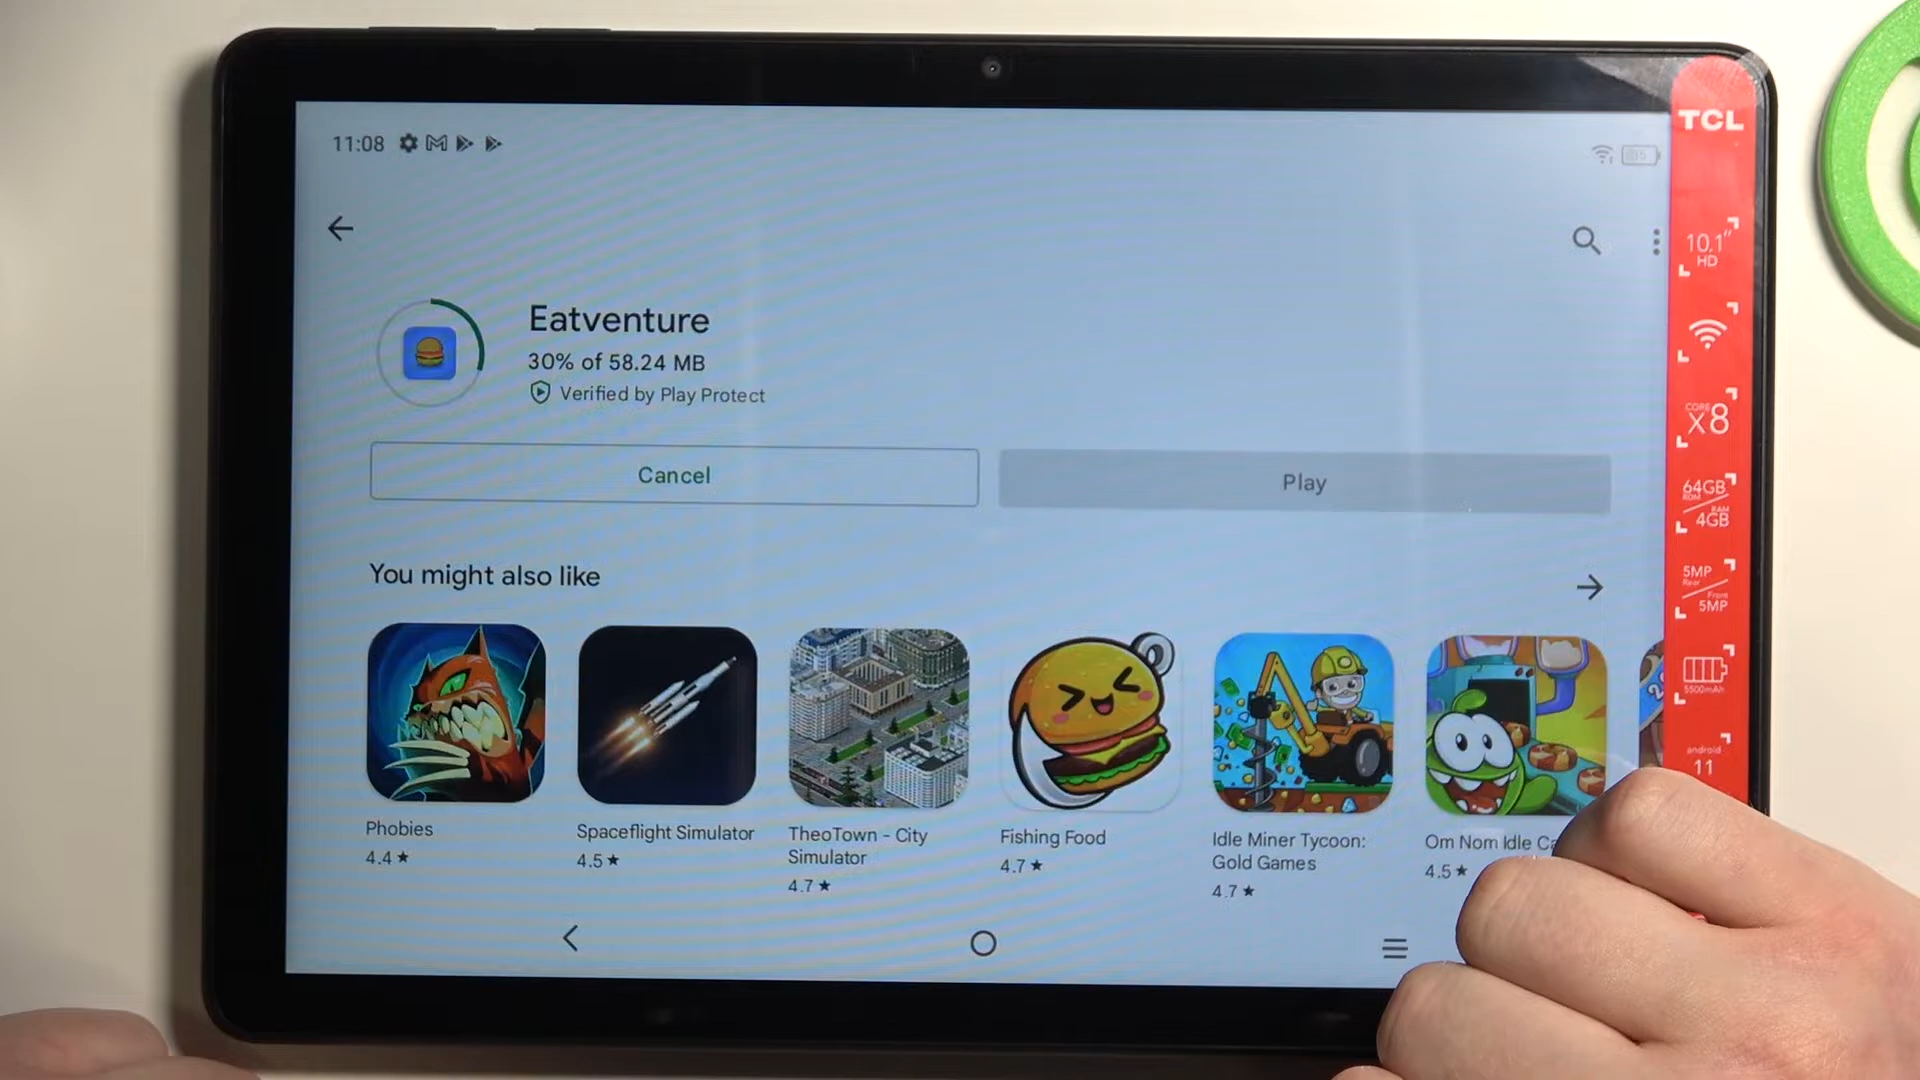 11:08
TCL
Eatventure
30% of 58.24 MB
Verified by Play Protect
Cancel
Play
You might also like
Phobies
4.4★
Spaceflight Simulator
4.5★
TheoTown - City
Simulator
4.7★
Fishing Food
4.7★
Idle Miner Tycoon:
Gold Games
4.7★
Om Nom Idle Ca
4.5★
10.1"
HD
CORE
X8
64GB
ROM
RAM
4GB
5MP
Rear
Front
5MP
5500mAh
android
11